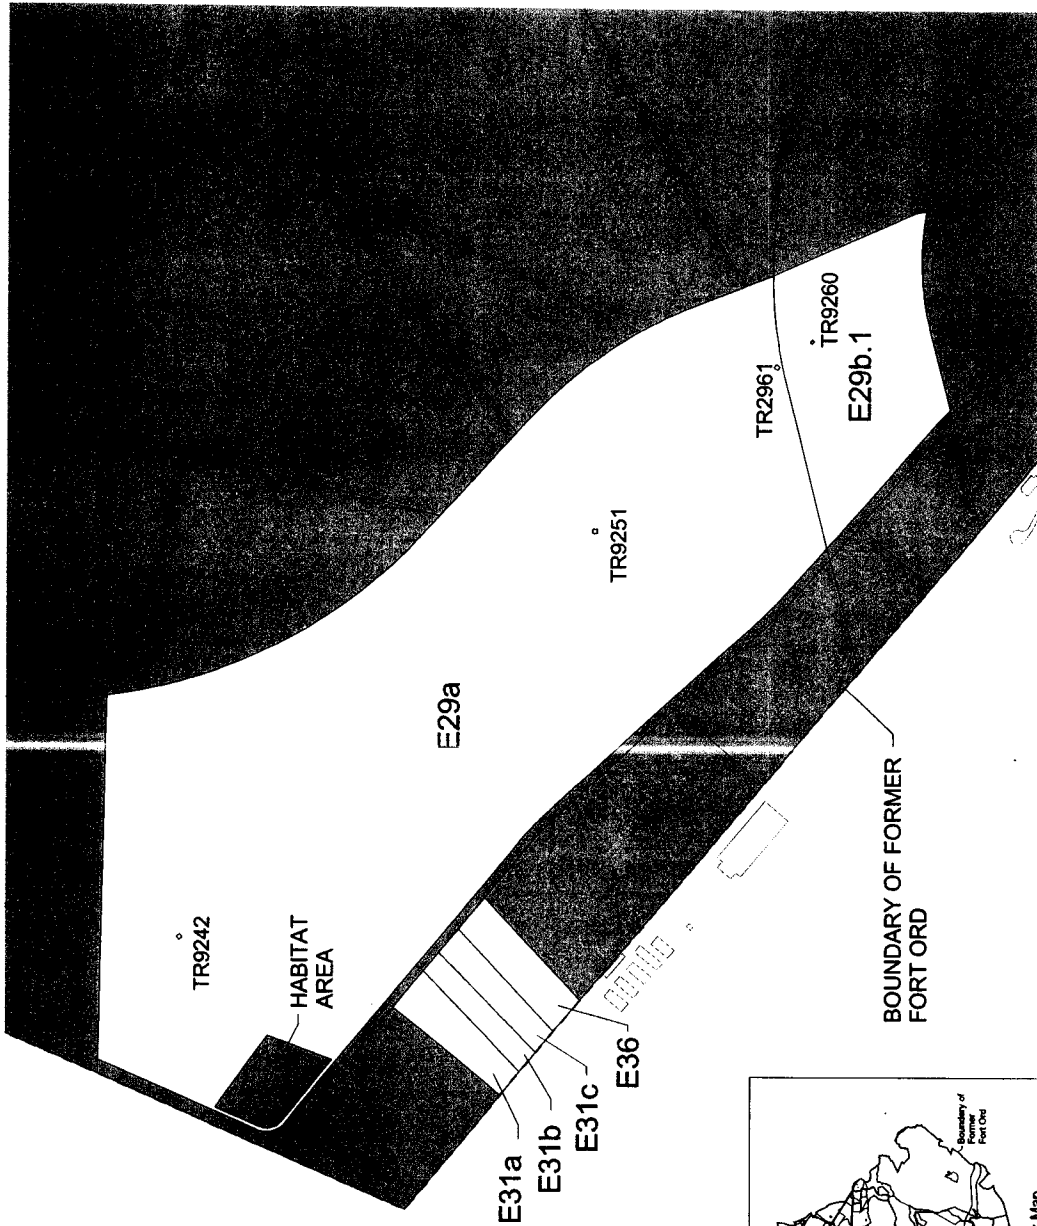 TR9242
HABITAT
AREA
E29a
TR9251
TR2961
TR9260
E29b.1
E31a
E31b
E31c
E36
BOUNDARY OF FORMER
FORT ORD
Boundary of
Former
Fort Ord
Map